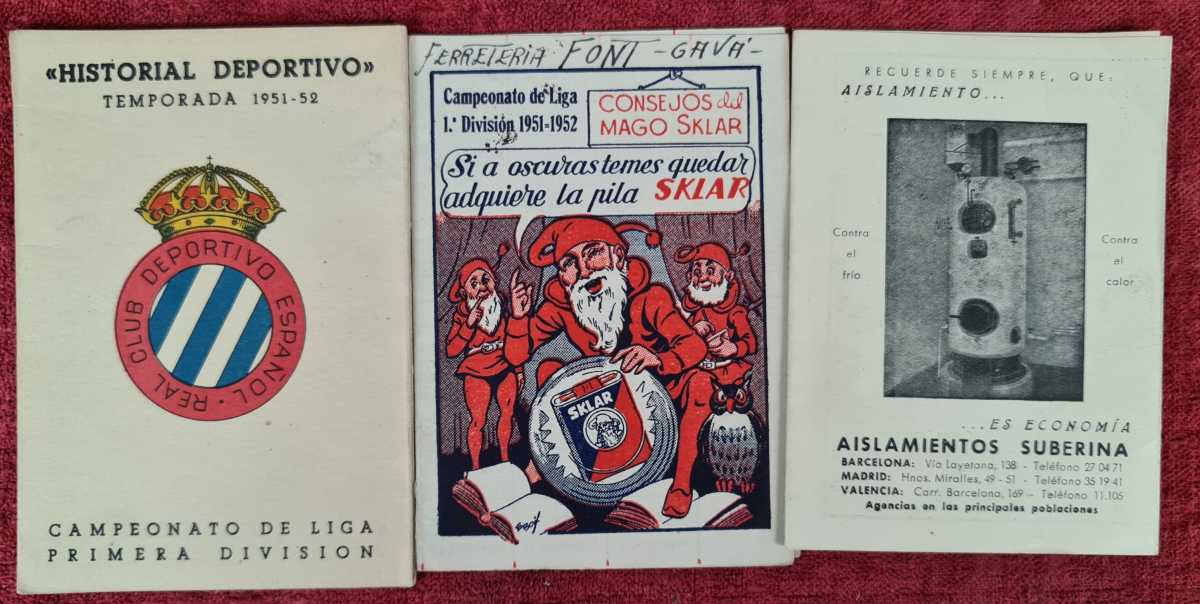 «HISTORIAL DEPORTIVO»
TEMPORADA 1951-52
REAL CLUB DEPORTIVO ESPAÑOL
CAMPEONATO DE LIGA
PRIMERA DIVISION
FERRETERIA FONT -GAVÁ-
Campeonato de Liga
1.ª División 1951=1952
CONSEJOS del
MAGO SKLAR
Si a oscuras temes quedar
adquiere la pila SKLAR
SKLAR
RECUERDE SIEMPRE, QUE:
AISLAMIENTO...
Contra
el
frío
Contra
el
calor
...ES ECONOMÍA
AISLAMIENTOS SUBERINA
BARCELONA: Vía Layetana, 138 - Teléfono 27 04 71
MADRID: Hnos. Miralles, 49 - 51 - Teléfono 35 19 41
VALENCIA: Carr. Barcelona, 169 - Teléfono 11.105
Agencias en las principales poblaciones